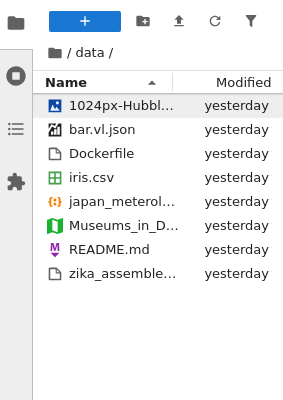 / data /
Name Modified
1024px-Hubbl... yesterday
bar.vl.json yesterday
Dockerfile yesterday
iris.csv yesterday
japan_meterol... yesterday
Museums_in_D... yesterday
README.md yesterday
zika_assemble... yesterday